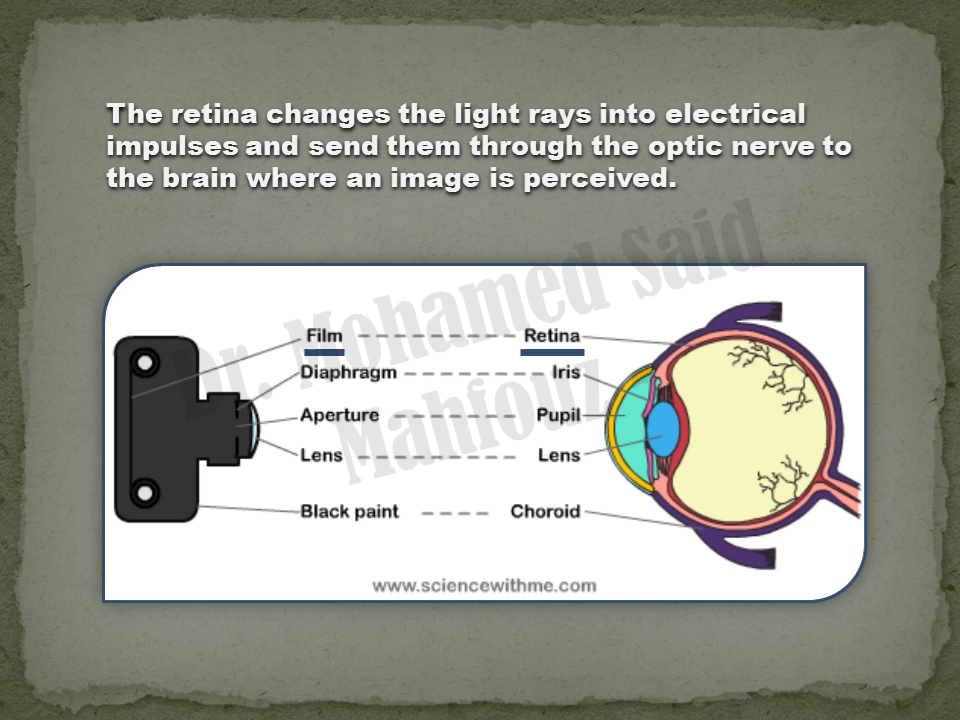 The retina changes the light rays into electrical
impulses and send them through the optic nerve to
the brain where an image is perceived.
Dr. Mohamed Said
Mahfouz
Film Retina
Diaphragm Iris
Aperture Pupil
Lens Lens
Black paint Choroid
www.sciencewithme.com